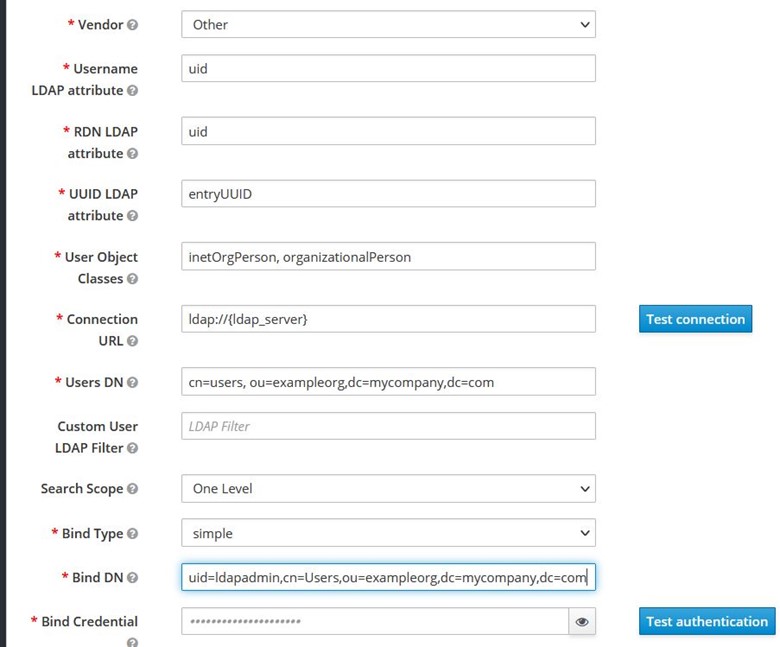 * Vendor
Other
* Username
LDAP attribute
uid
* RDN LDAP
attribute
uid
* UUID LDAP
attribute
entryUUID
* User Object
Classes
inetOrgPerson, organizationalPerson
* Connection
URL
ldap://{ldap_server}
Test connection
* Users DN
cn=users, ou=exampleorg,dc=mycompany,dc=com
Custom User
LDAP Filter
LDAP Filter
Search Scope
One Level
* Bind Type
simple
* Bind DN
uid=ldapadmin,cn=Users,ou=exampleorg,dc=mycompany,dc=com
* Bind Credential
*********************
Test authentication